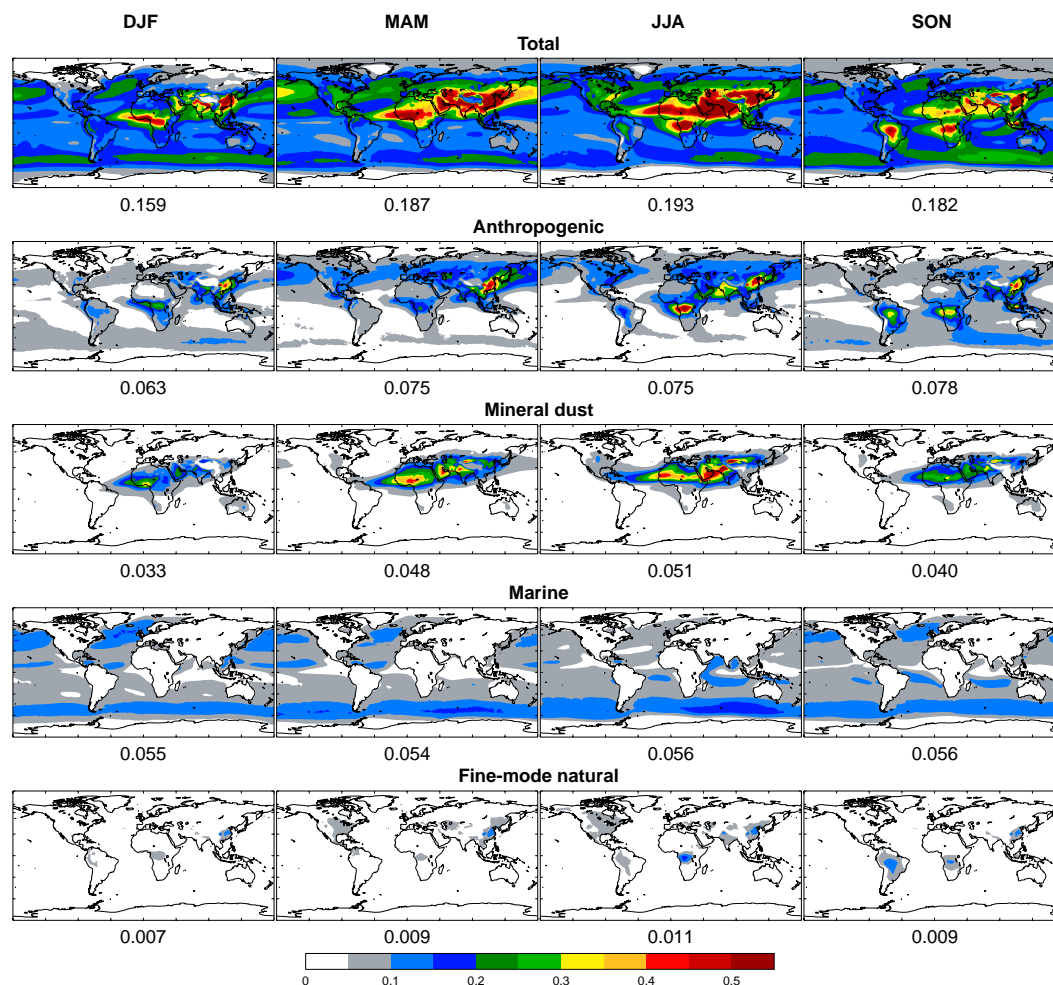 DJF MAM JJA SON
Total
0.159 0.187 0.193 0.182
Anthropogenic
0.063 0.075 0.075 0.078
Mineral dust
0.033 0.048 0.051 0.040
Marine
0.055 0.054 0.056 0.056
Fine-mode natural
0.007 0.009 0.011 0.009
0 0.1 0.2 0.3 0.4 0.5